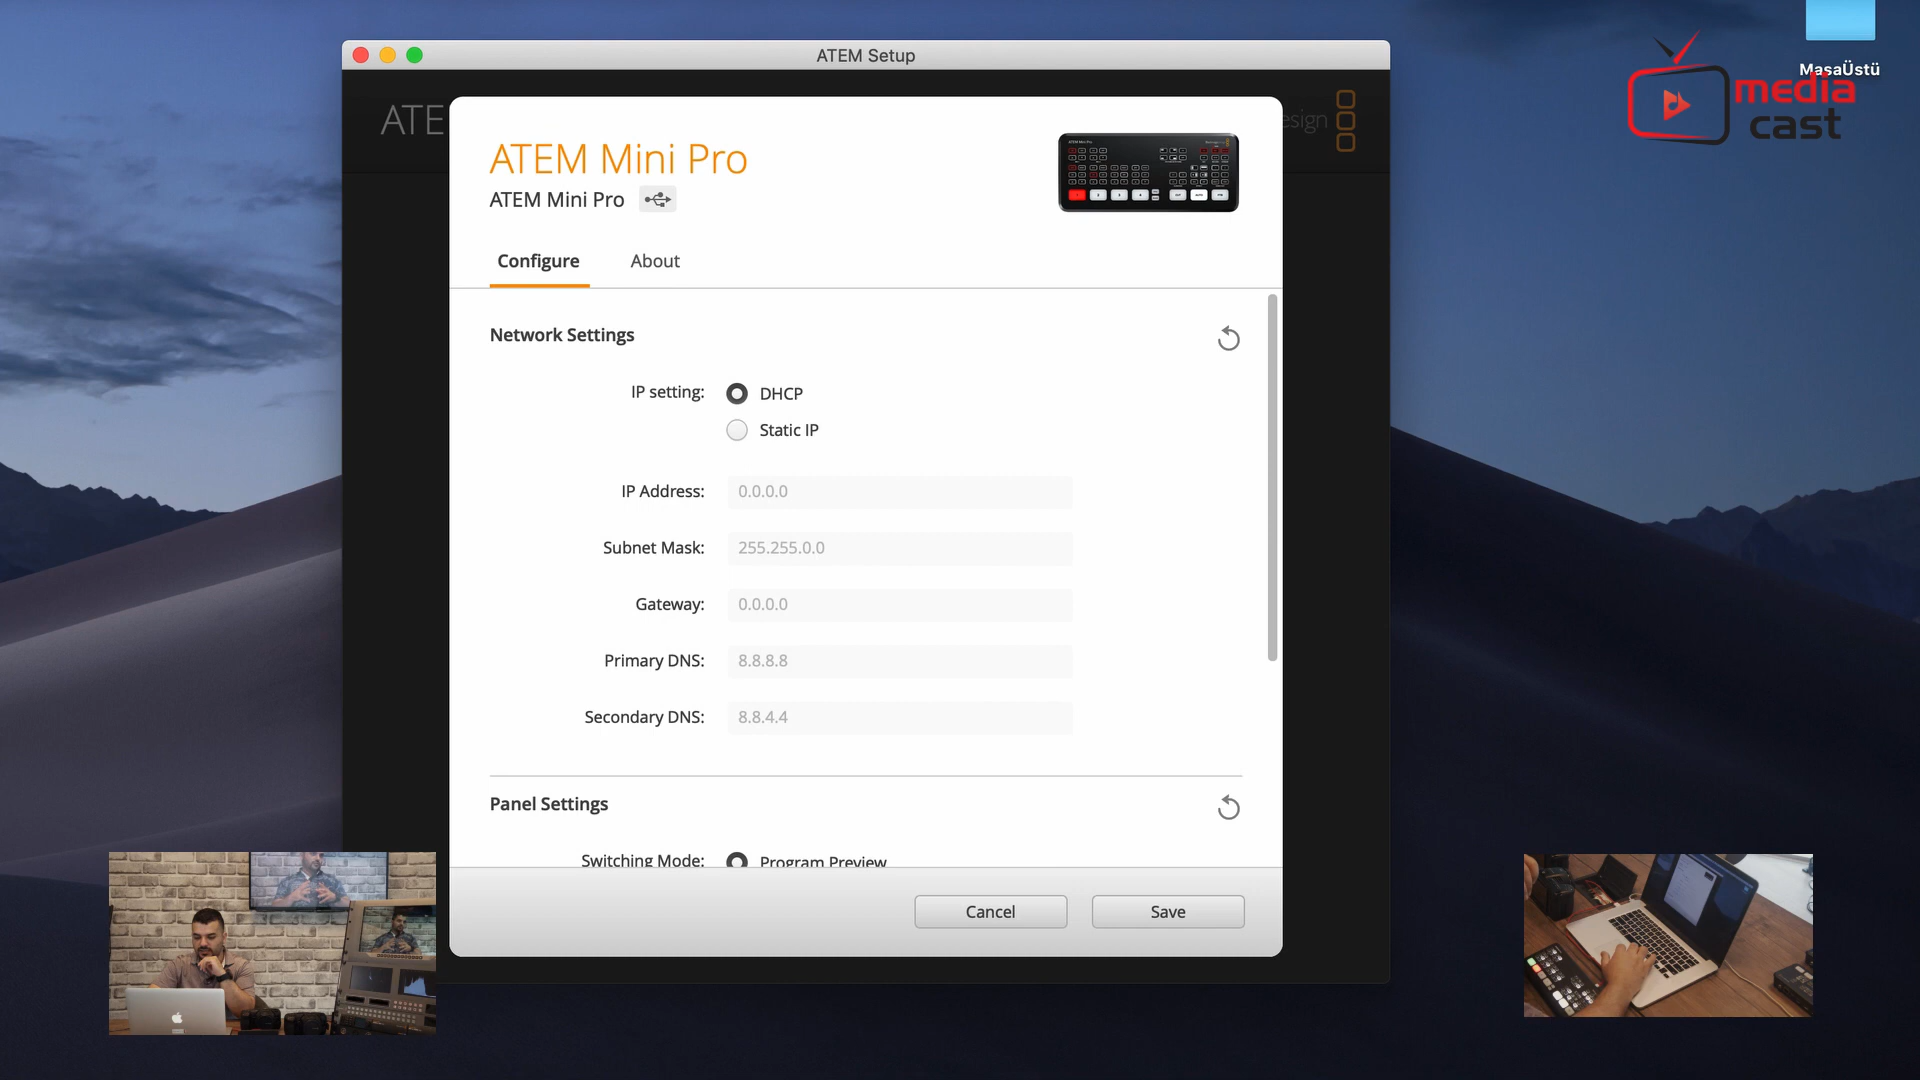 ATEM Setup
MasaÜstü
media
cast
ATE
esign
ATEM Mini Pro
ATEM Mini Pro
Configure
About
Network Settings
IP setting:
DHCP
Static IP
IP Address:
0.0.0.0
Subnet Mask:
255.255.0.0
Gateway:
0.0.0.0
Primary DNS:
8.8.8.8
Secondary DNS:
8.8.4.4
Panel Settings
Switching Mode:
Program Preview
Cancel
Save